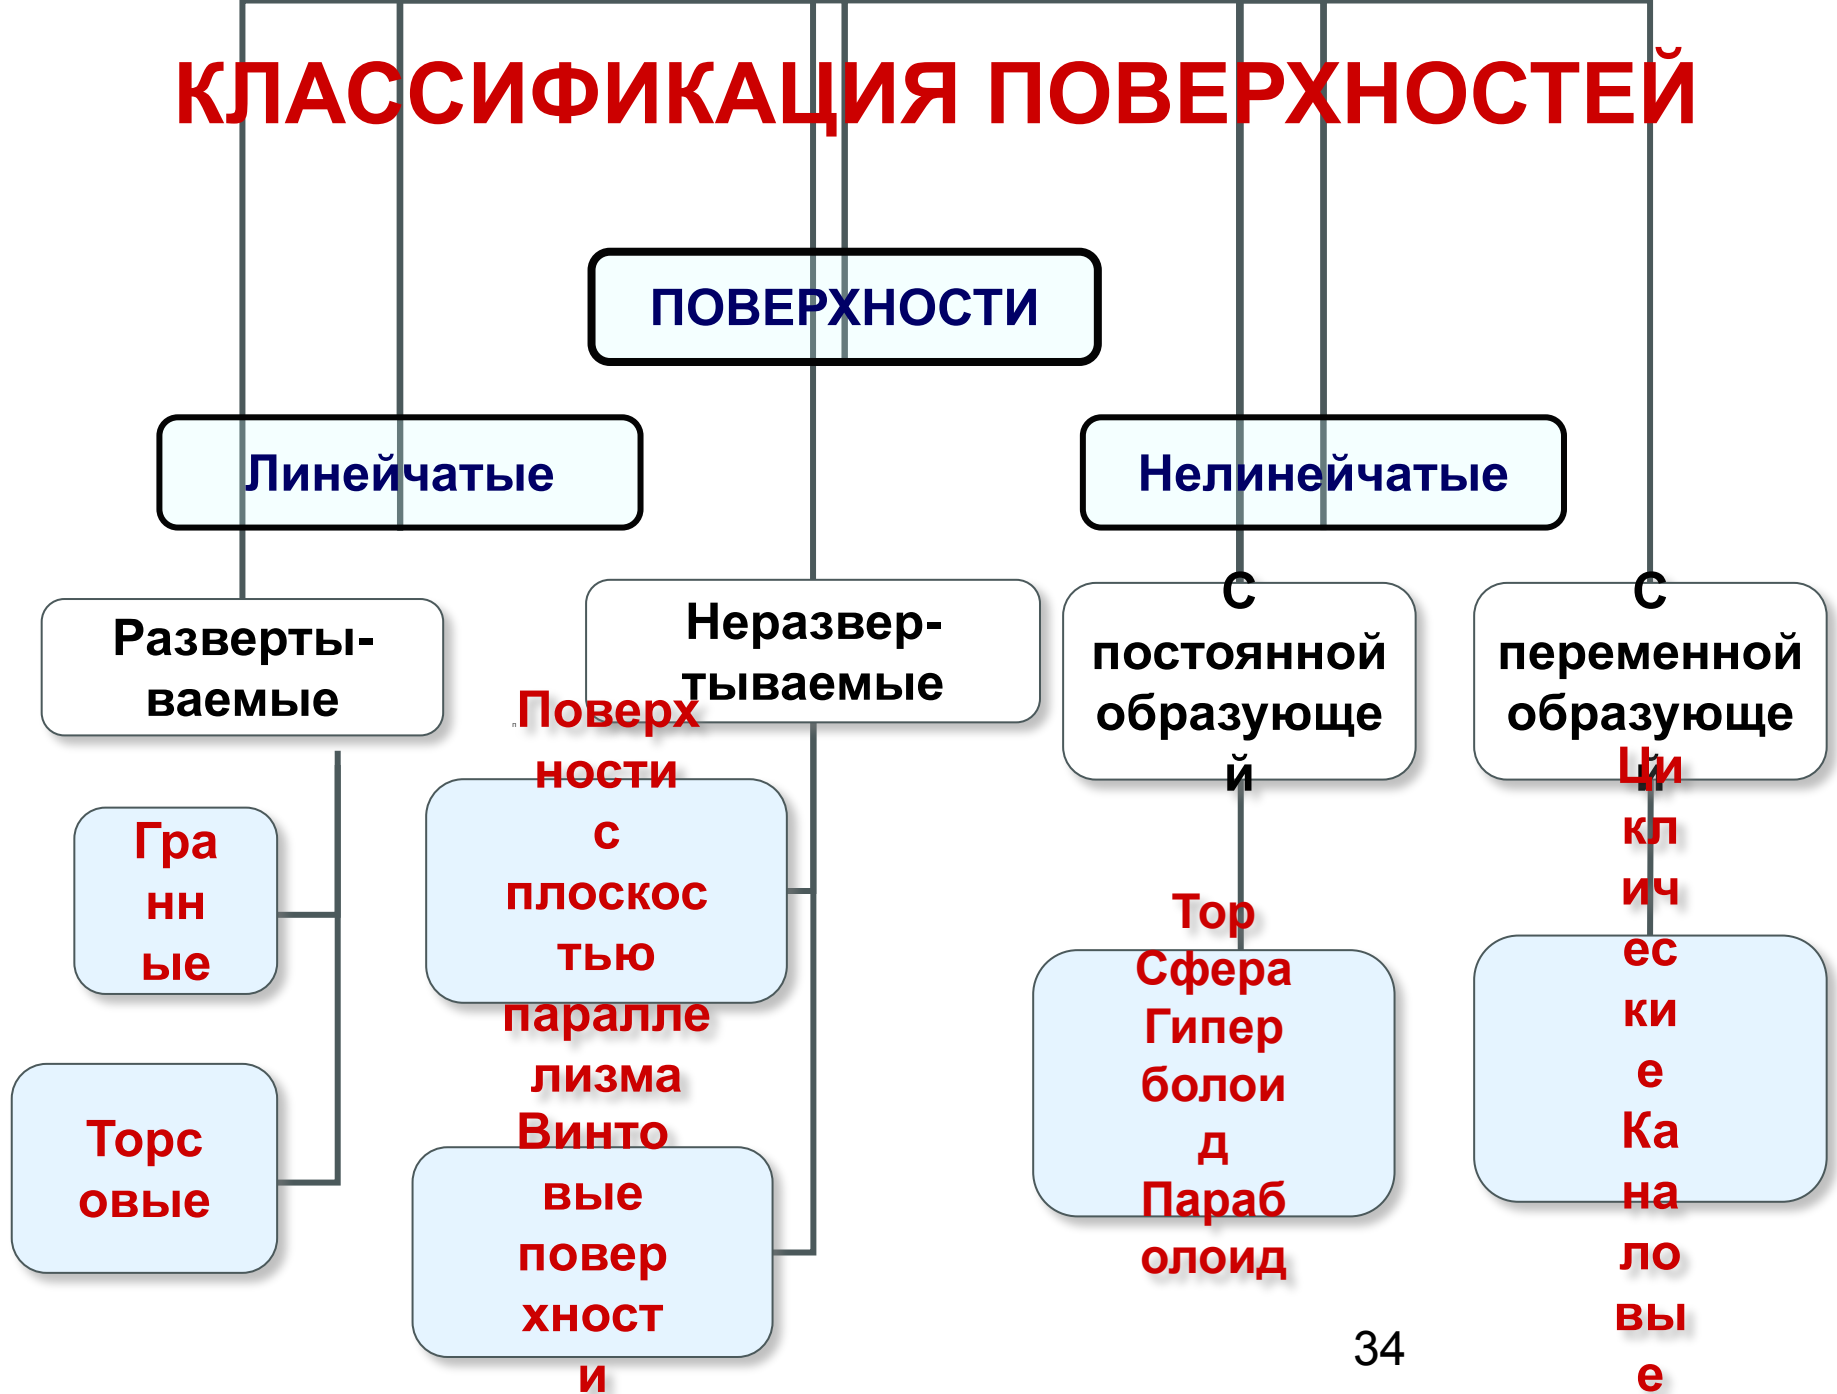 КЛАССИФИКАЦИЯ ПОВЕРХНОСТЕЙ
ПОВЕРХНОСТИ
Линейчатые
Нелинейчатые
Разверты-
ваемые
Неразвер-
тываемые
С
постоянной
образующе
й
С
переменной
образующе
й
Гра
нн
ые
Торс
овые
Поверх
ности
с
плоскос
тью
паралле
лизма
Винто
вые
повер
хност
и
Тор
Сфера
Гипер
болои
д
Параб
олоид
Ци
кл
ич
ес
ки
е
Ка
на
ло
вы
е
34